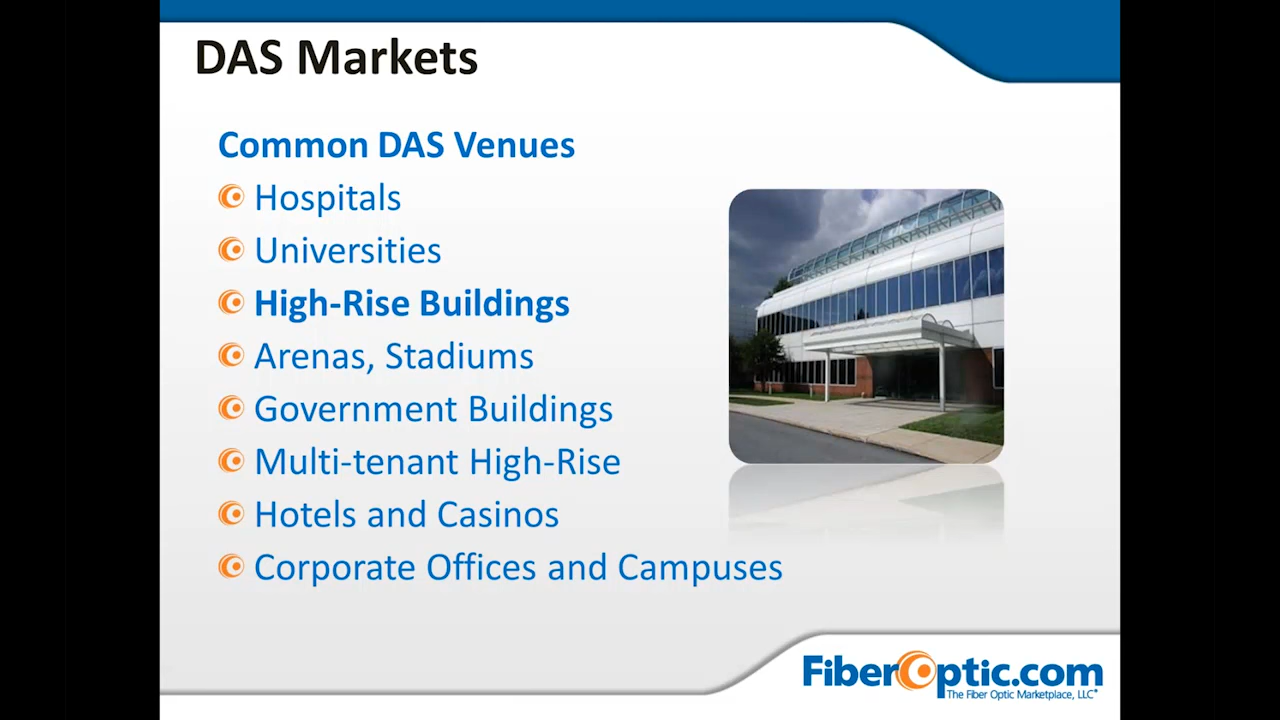 DAS Markets
Common DAS Venues
Hospitals
Universities
High-Rise Buildings
Arenas, Stadiums
Government Buildings
Multi-tenant High-Rise
Hotels and Casinos
Corporate Offices and Campuses
FiberOptic.com
The Fiber Optic Marketplace, LLC®